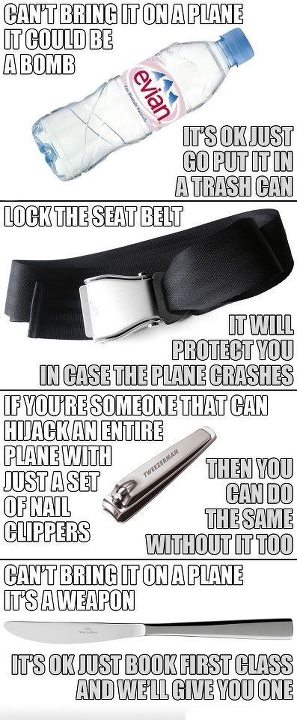 CAN'T BRING IT ON A PLANE
IT COULD BE
A BOMB
evian
IT'S OK JUST
GO PUT IT IN
A TRASH CAN
LOCK THE SEAT BELT
IT WILL
PROTECT YOU
IN CASE THE PLANE CRASHES
IF YOU'RE SOMEONE THAT CAN
HIJACK AN ENTIRE
PLANE WITH
JUST A SET
OF NAIL
CLIPPERS
TWEEZERMAN
THEN YOU
CAN DO
THE SAME
WITHOUT IT TOO
CAN'T BRING IT ON A PLANE
IT'S A WEAPON
IT'S OK JUST BOOK FIRST CLASS
AND WE'LL GIVE YOU ONE